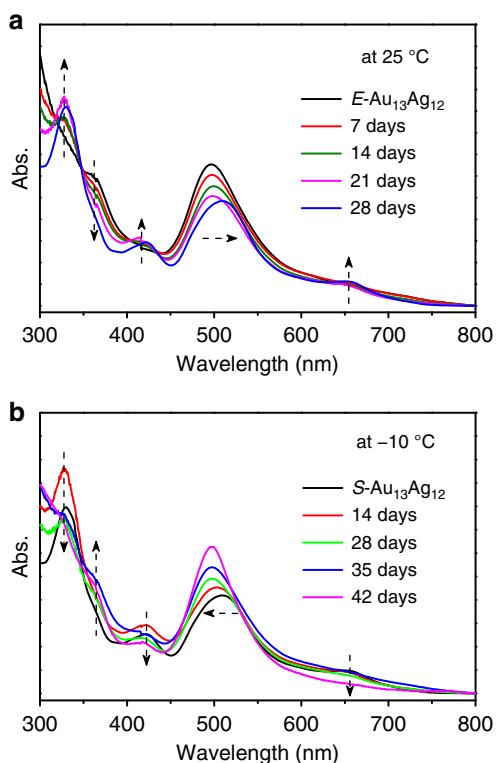 a
at 25 °C
E-Au13Ag12
7 days
14 days
21 days
28 days
Abs.
300 400 500 600 700 800
Wavelength (nm)
b
at −10 °C
S-Au13Ag12
14 days
28 days
35 days
42 days
Abs.
300 400 500 600 700 800
Wavelength (nm)